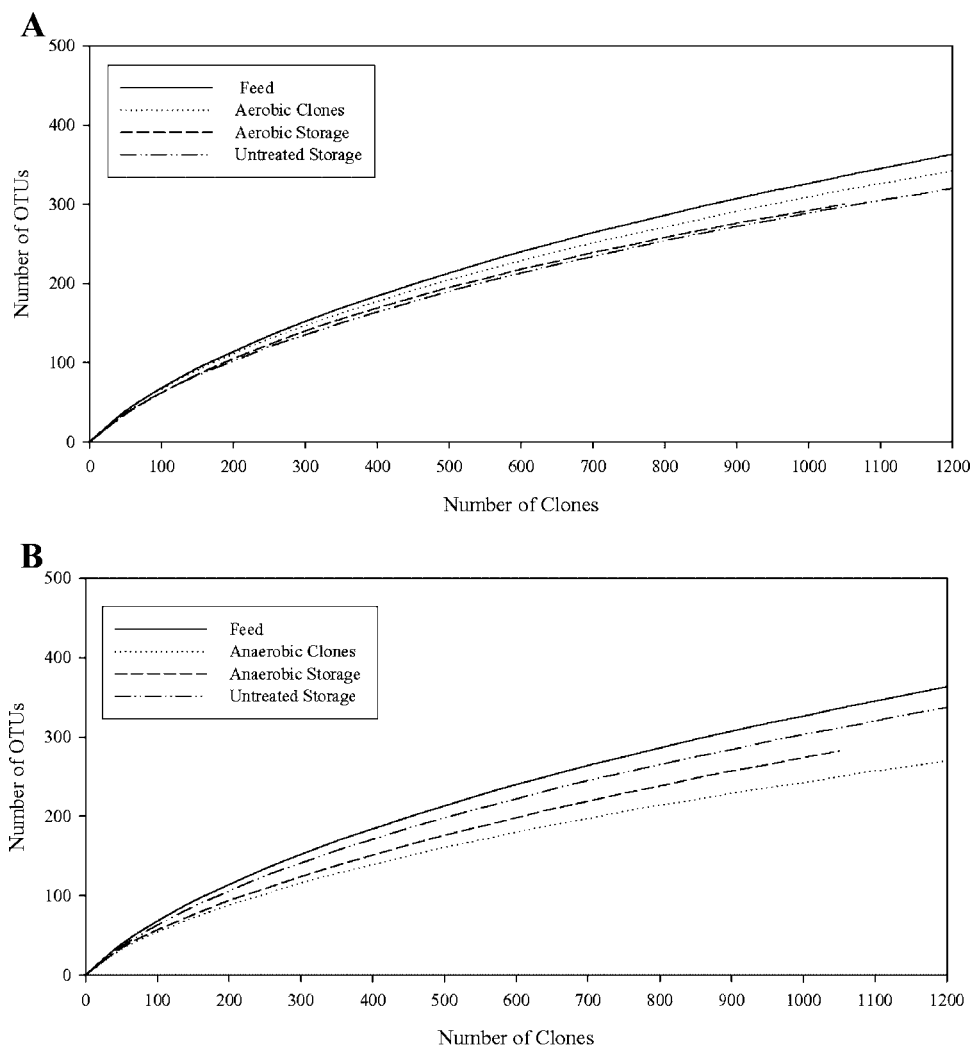 A
500
400
300
200
100
0
Number of OTUs
Feed
Aerobic Clones
Aerobic Storage
Untreated Storage
0 100 200 300 400 500 600 700 800 900 1000 1100 1200
Number of Clones
B
500
400
300
200
100
0
Number of OTUs
Feed
Anaerobic Clones
Anaerobic Storage
Untreated Storage
0 100 200 300 400 500 600 700 800 900 1000 1100 1200
Number of Clones